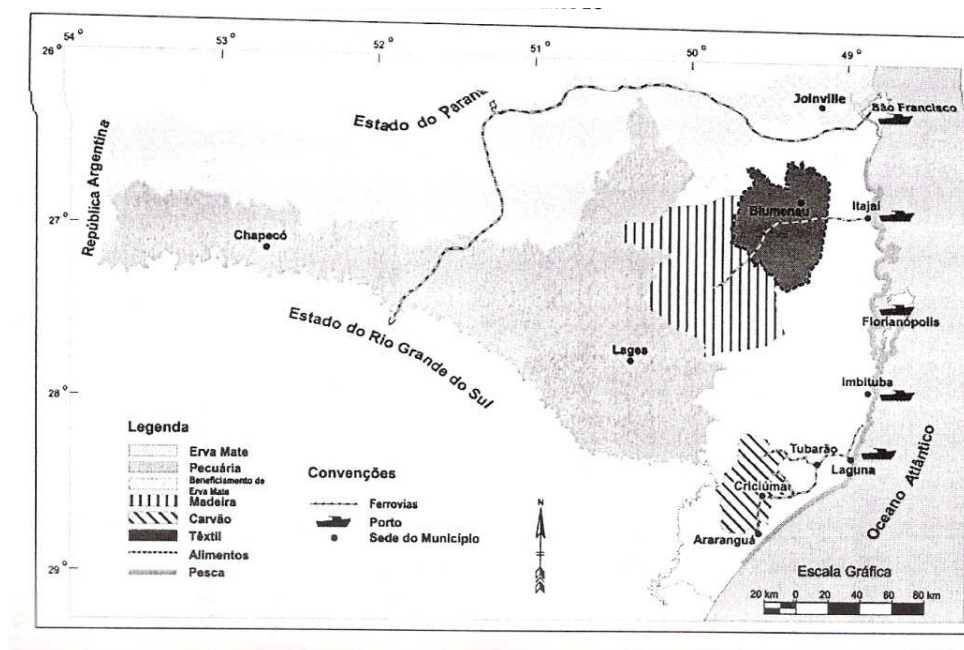 54°
53°
52°
51°
50°
49°
26°
27°
28°
29°
República Argentina
Estado do Paraná
Estado do Rio Grande do Sul
Oceano Atlântico
Joinville
São Francisco
Blumenau
Itajaí
Chapecó
Florianópolis
Lages
Imbituba
Tubarão
Laguna
Criciúma
Araranguá
Legenda
Erva Mate
Pecuária
Beneficiamento de
Erva Mate
Madeira
Carvão
Têxtil
Alimentos
Pesca
Convenções
Ferrovias
Porto
Sede do Município
N
Escala Gráfica
20 km 0 20 40 60 80 km